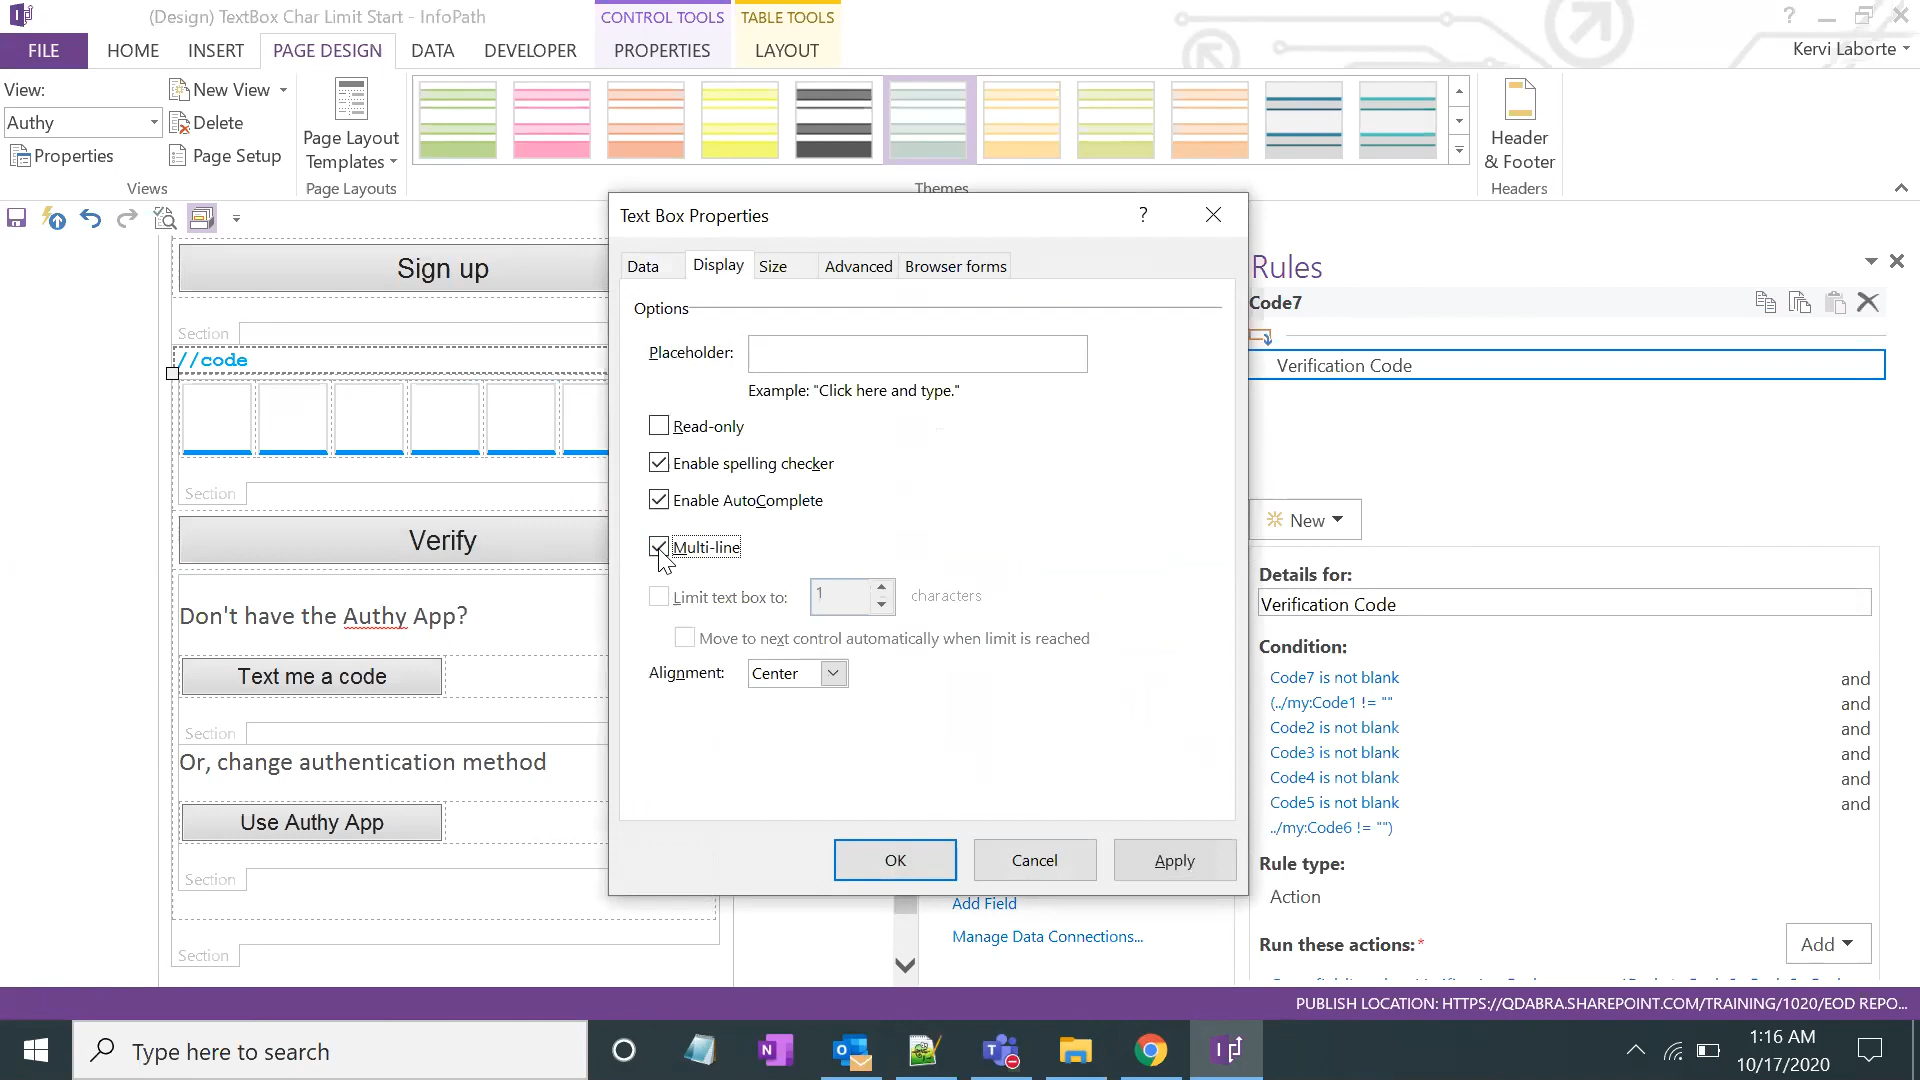 (Design) TextBox Char Limit Start - InfoPath
CONTROL TOOLS
TABLE TOOLS
?
FILE
HOME
INSERT
PAGE DESIGN
DATA
DEVELOPER
PROPERTIES
LAYOUT
Kervi Laborte
View:
New View
Authy
Delete
Properties
Page Setup
Views
Page Layout
Templates
Page Layouts
Themes
Header
& Footer
Headers
Sign up
Section
//code
Section
Verify
Don't have the Authy App?
Text me a code
Section
Or, change authentication method
Use Authy App
Section
Section
Text Box Properties
?
Data
Display
Size
Advanced
Browser forms
Options
Placeholder:
Example: "Click here and type."
Read-only
Enable spelling checker
Enable AutoComplete
Multi-line
Limit text box to:
1
characters
Move to next control automatically when limit is reached
Alignment:
Center
OK
Cancel
Apply
Add Field
Manage Data Connections...
Rules
Code7
Verification Code
New
Details for:
Verification Code
Condition:
Code7 is not blank and
(../my:Code1 != "" and
Code2 is not blank and
Code3 is not blank and
Code4 is not blank and
Code5 is not blank and
../my:Code6 != "")
Rule type:
Action
Run these actions:*
Add
PUBLISH LOCATION: HTTPS://QDABRA.SHAREPOINT.COM/TRAINING/1020/EOD REPO...
Type here to search
1:16 AM
10/17/2020